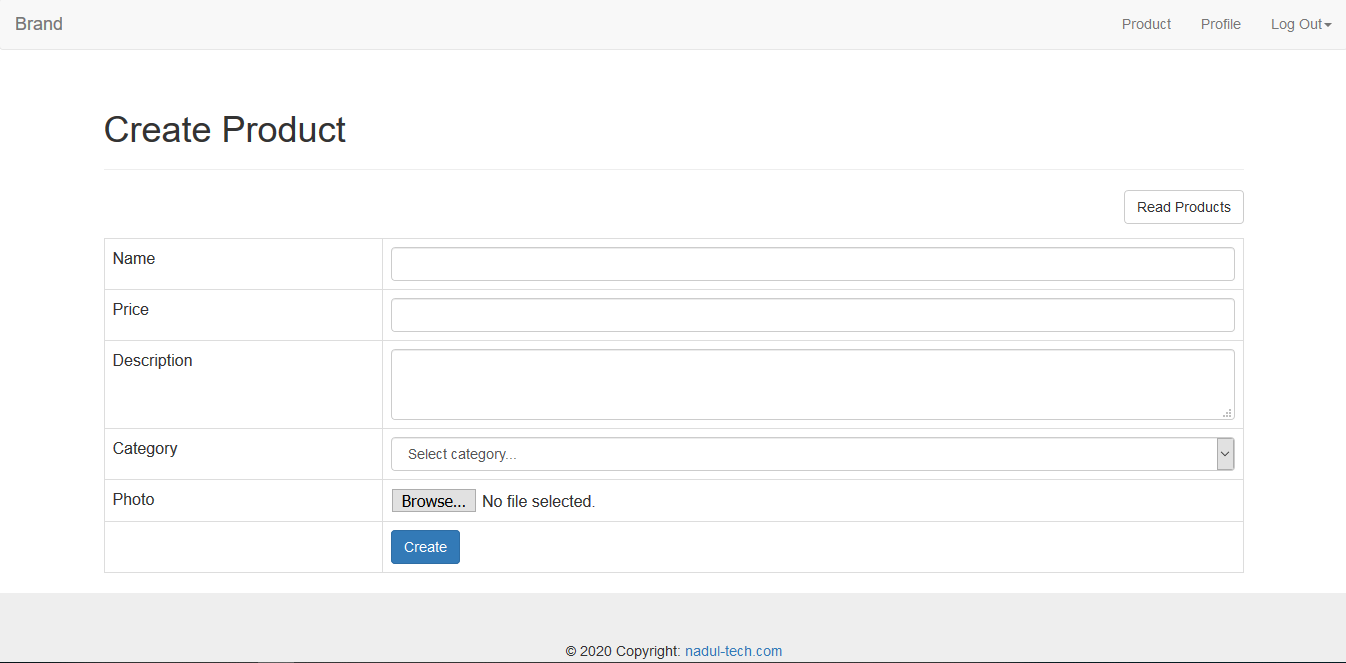 Brand Product Profile Log Out
Create Product
Read Products
Name
Price
Description
Category Select category...
Photo Browse... No file selected.
Create
© 2020 Copyright: nadul-tech.com